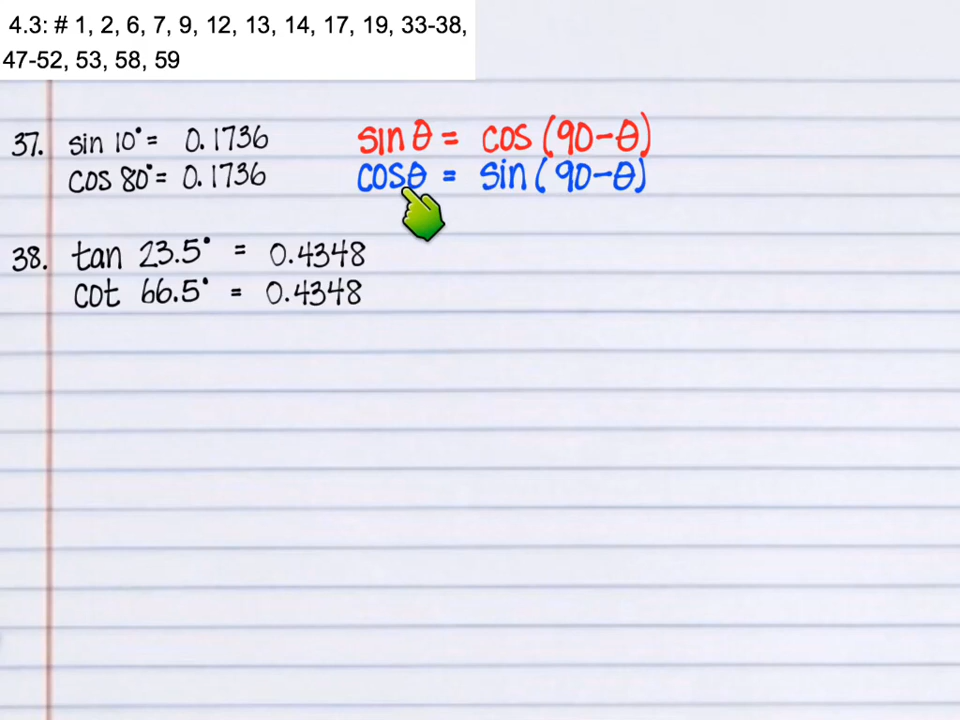 4.3: # 1, 2, 6, 7, 9, 12, 13, 14, 17, 19, 33-38,
47-52, 53, 58, 59
37. sin 10° = 0.1736
cos 80° = 0.1736
sin θ = cos (90-θ)
cosθ = sin (90-θ)
38. tan 23.5° = 0.4348
cot 66.5° = 0.4348